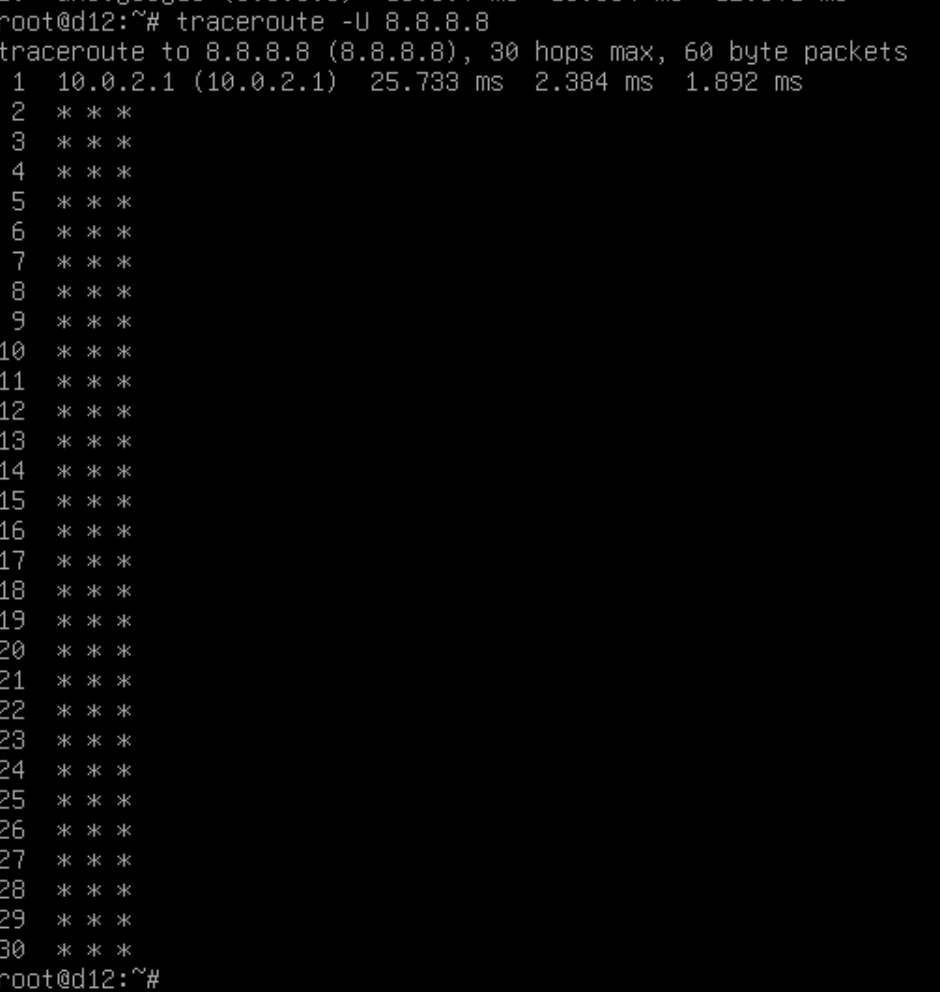 root@d12:~# traceroute -U 8.8.8.8
traceroute to 8.8.8.8 (8.8.8.8), 30 hops max, 60 byte packets
 1  10.0.2.1 (10.0.2.1)  25.733 ms  2.384 ms  1.892 ms
 2  * * *
 3  * * *
 4  * * *
 5  * * *
 6  * * *
 7  * * *
 8  * * *
 9  * * *
10  * * *
11  * * *
12  * * *
13  * * *
14  * * *
15  * * *
16  * * *
17  * * *
18  * * *
19  * * *
20  * * *
21  * * *
22  * * *
23  * * *
24  * * *
25  * * *
26  * * *
27  * * *
28  * * *
29  * * *
30  * * *
root@d12:~#